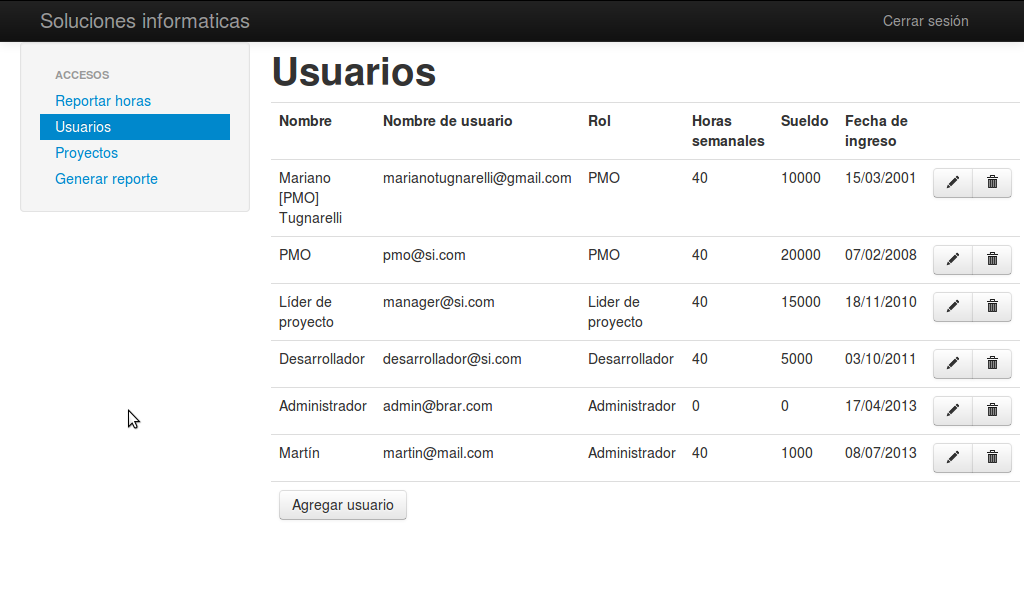 Soluciones informaticas Cerrar sesión
ACCESOS
Reportar horas
Usuarios
Proyectos
Generar reporte
Usuarios
Nombre Nombre de usuario Rol Horas semanales Sueldo Fecha de ingreso
Mariano [PMO] Tugnarelli marianotugnarelli@gmail.com PMO 40 10000 15/03/2001
PMO pmo@si.com PMO 40 20000 07/02/2008
Líder de proyecto manager@si.com Lider de proyecto 40 15000 18/11/2010
Desarrollador desarrollador@si.com Desarrollador 40 5000 03/10/2011
Administrador admin@brar.com Administrador 0 0 17/04/2013
Martín martin@mail.com Administrador 40 1000 08/07/2013
Agregar usuario